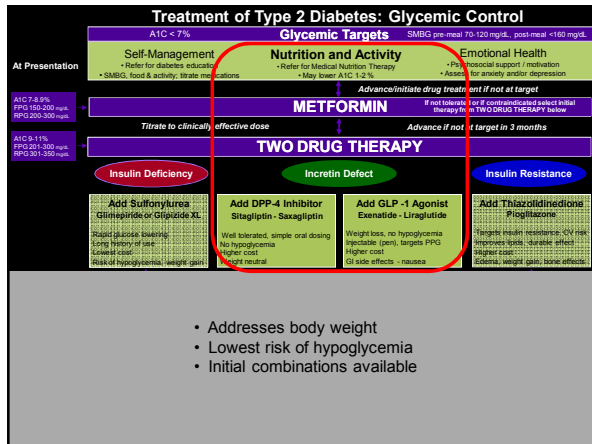 Treatment of Type 2 Diabetes: Glycemic Control
A1C < 7%
Glycemic Targets
SMBG pre-meal 70-120 mg/dL, post-meal <160 mg/dL
At Presentation
Self-Management
• Refer for diabetes education
• SMBG, food & activity; titrate medications
Nutrition and Activity
• Refer for Medical Nutrition Therapy
• May lower A1C 1-2 %
Emotional Health
• Psychosocial support / motivation
• Assess for anxiety and/or depression
Advance/initiate drug treatment if not at target
A1C 7-8.9%
FPG 150-200 mg/dL
RPG 200-300 mg/dL
METFORMIN
If not tolerated or if contraindicated select initial
therapy from TWO DRUG THERAPY below
Titrate to clinically effective dose
Advance if not at target in 3 months
A1C 9-11%
FPG 201-300 mg/dL
RPG 301-350 mg/dL
TWO DRUG THERAPY
Insulin Deficiency
Incretin Defect
Insulin Resistance
Add Sulfonylurea
Glimepiride or Glipizide XL
Rapid glucose lowering
Long history of use
Lowest cost
Risk of hypoglycemia, weight gain
Add DPP-4 Inhibitor
Sitagliptin - Saxagliptin
Well tolerated, simple oral dosing
No hypoglycemia
Higher cost
Weight neutral
Add GLP -1 Agonist
Exenatide - Liraglutide
Weight loss, no hypoglycemia
Injectable (pen), targets PPG
Higher cost
GI side effects - nausea
Add Thiazolidinedione
Pioglitazone
Targets insulin resistance, CV risk
Improves lipids, durable effect
Higher cost
Edema, weight gain, bone effects
• Addresses body weight
• Lowest risk of hypoglycemia
• Initial combinations available